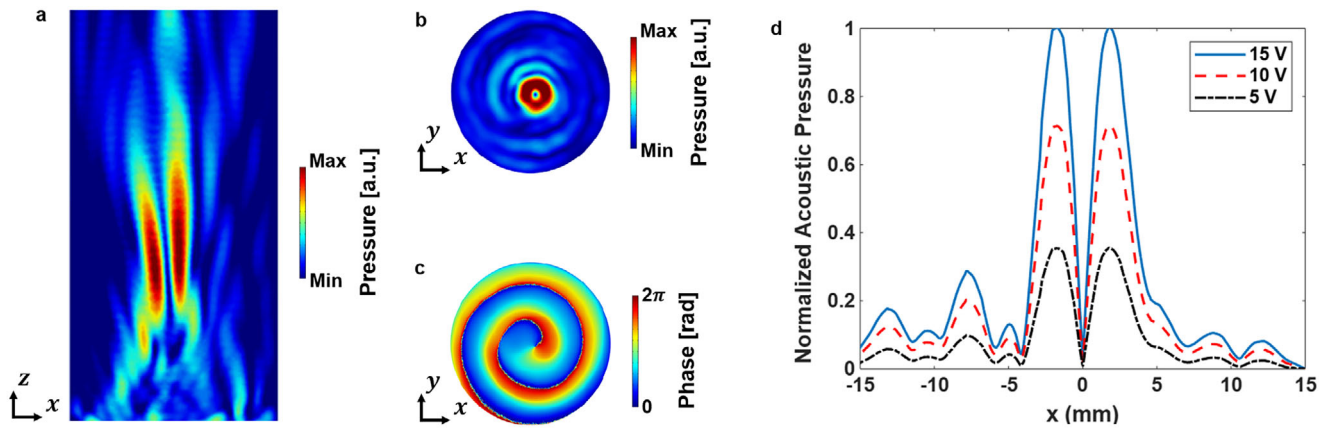 a
Max
Min
Pressure [a.u.]
z
x
b
Max
Min
Pressure [a.u.]
y
x
c
2π
0
Phase [rad]
y
x
d
Normalized Acoustic Pressure
1
0.8
0.6
0.4
0.2
0
-15
-10
-5
0
5
10
15
x (mm)
15 V
10 V
5 V